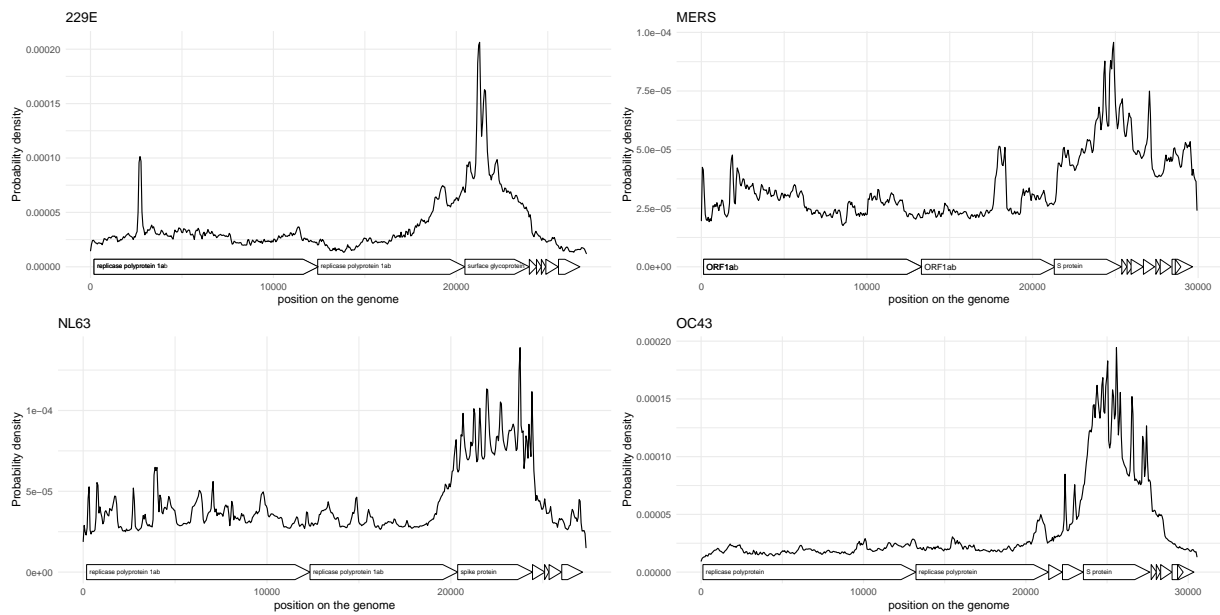 229E
Probability density
0.00020
0.00015
0.00010
0.00005
0.00000
replicase polyprotein 1ab
replicase polyprotein 1ab
surface glycoprotein
0
10000
20000
position on the genome
MERS
Probability density
1.0e−04
7.5e−05
5.0e−05
2.5e−05
0.0e+00
ORF1ab
ORF1ab
S protein
0
10000
20000
30000
position on the genome
NL63
Probability density
1e−04
5e−05
0e+00
replicase polyprotein 1ab
replicase polyprotein 1ab
spike protein
0
10000
20000
position on the genome
OC43
Probability density
0.00020
0.00015
0.00010
0.00005
0.00000
replicase polyprotein
replicase polyprotein
S protein
0
10000
20000
30000
position on the genome